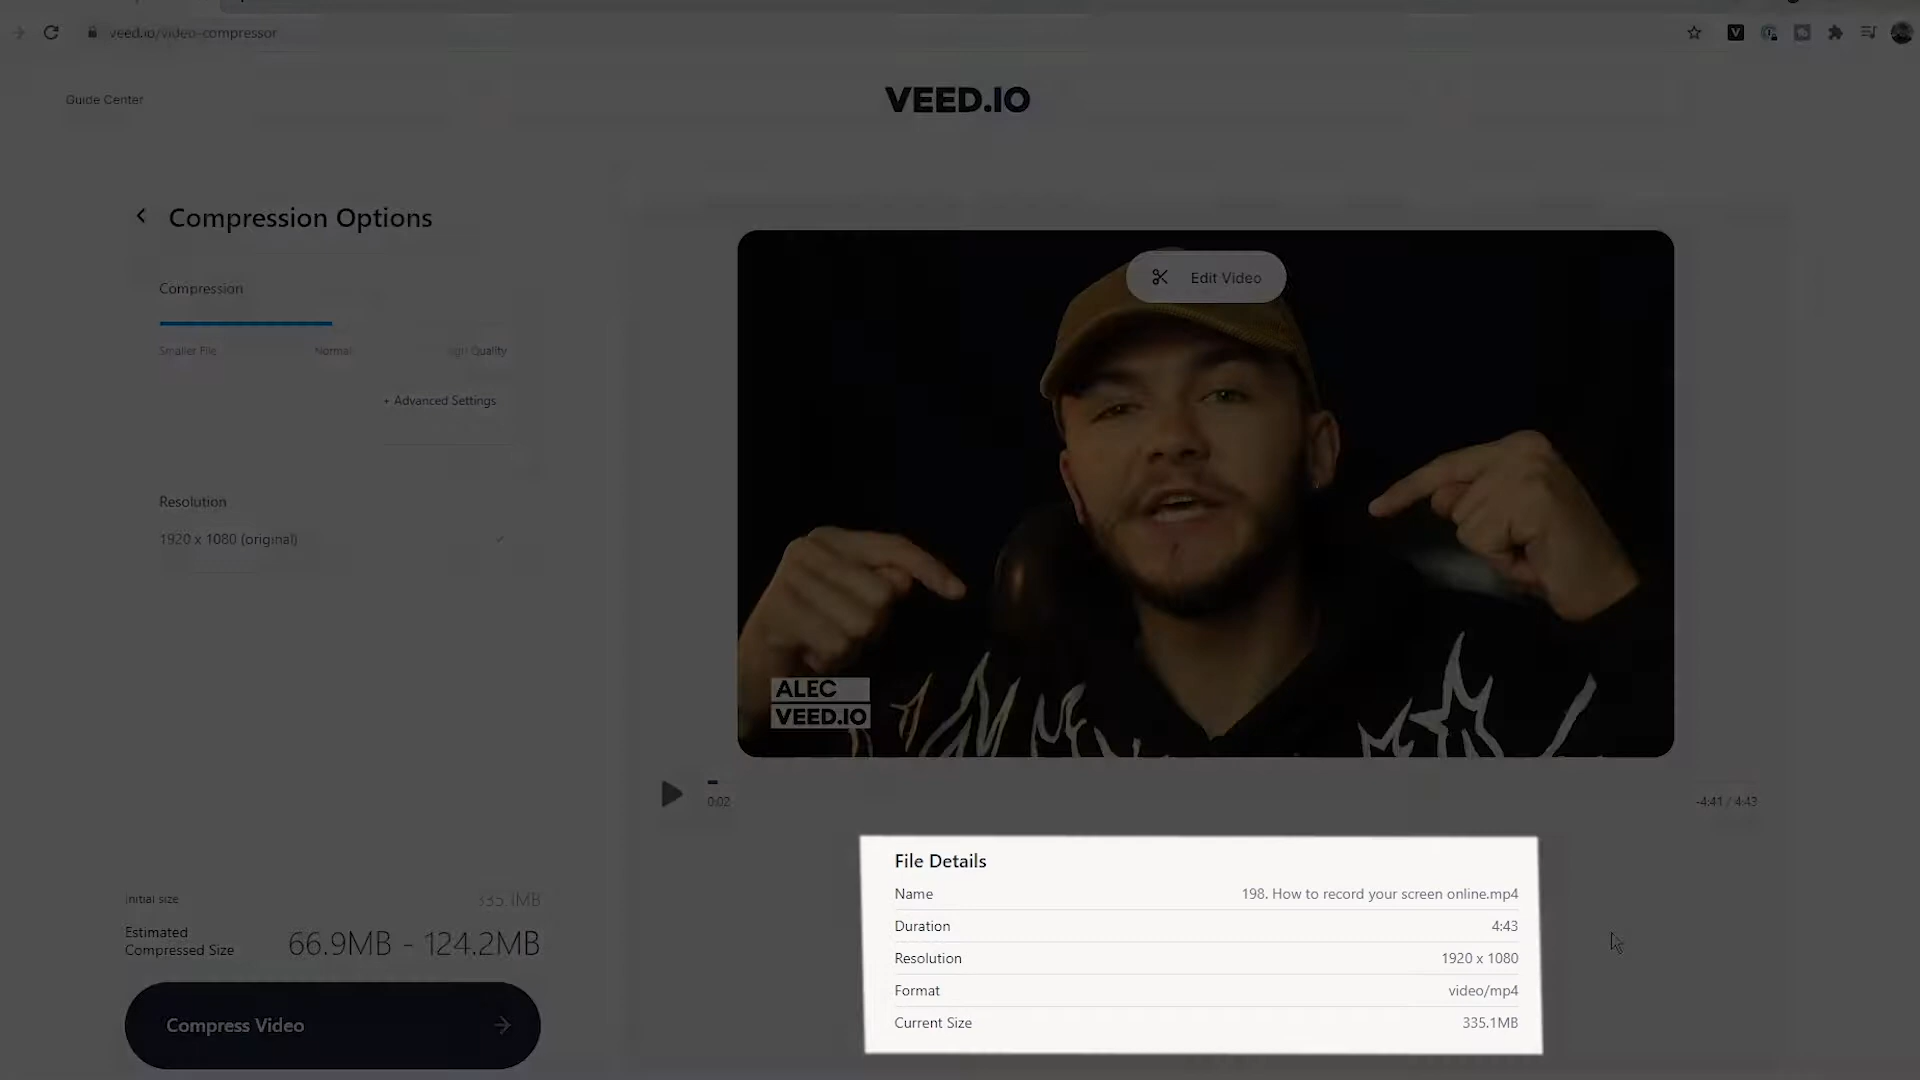 veed.io/video-compressor
Guide Center
VEED.IO
Compression Options
Compression
Smaller File Normal Quality
+ Advanced Settings
Resolution
1920 x 1080 (original)
Edit Video
ALEC
VEED.IO
0:02
-4:41 / 4:43
Initial size 335.1MB
Estimated
Compressed Size 66.9MB - 124.2MB
Compress Video
File Details
Name 198. How to record your screen online.mp4
Duration 4:43
Resolution 1920 x 1080
Format video/mp4
Current Size 335.1MB